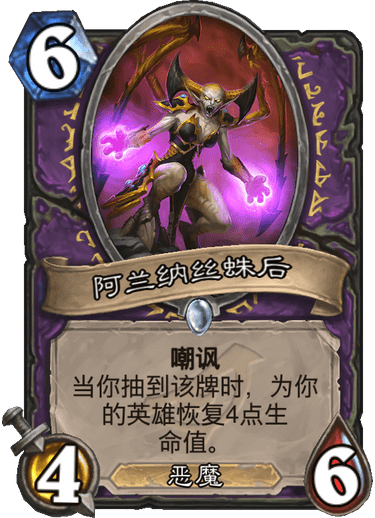 6
阿兰纳丝蛛后
嘲讽
当你抽到该牌时，为你
的英雄恢复4点生
命值。
4
恶魔
6